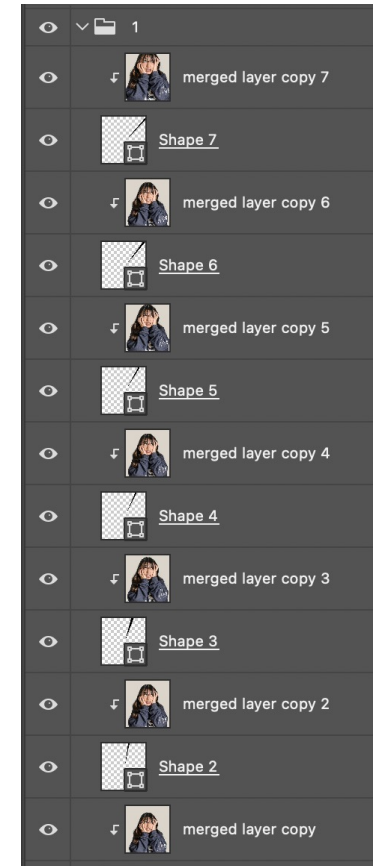 1
merged layer copy 7
Shape 7
merged layer copy 6
Shape 6
merged layer copy 5
Shape 5
merged layer copy 4
Shape 4
merged layer copy 3
Shape 3
merged layer copy 2
Shape 2
merged layer copy